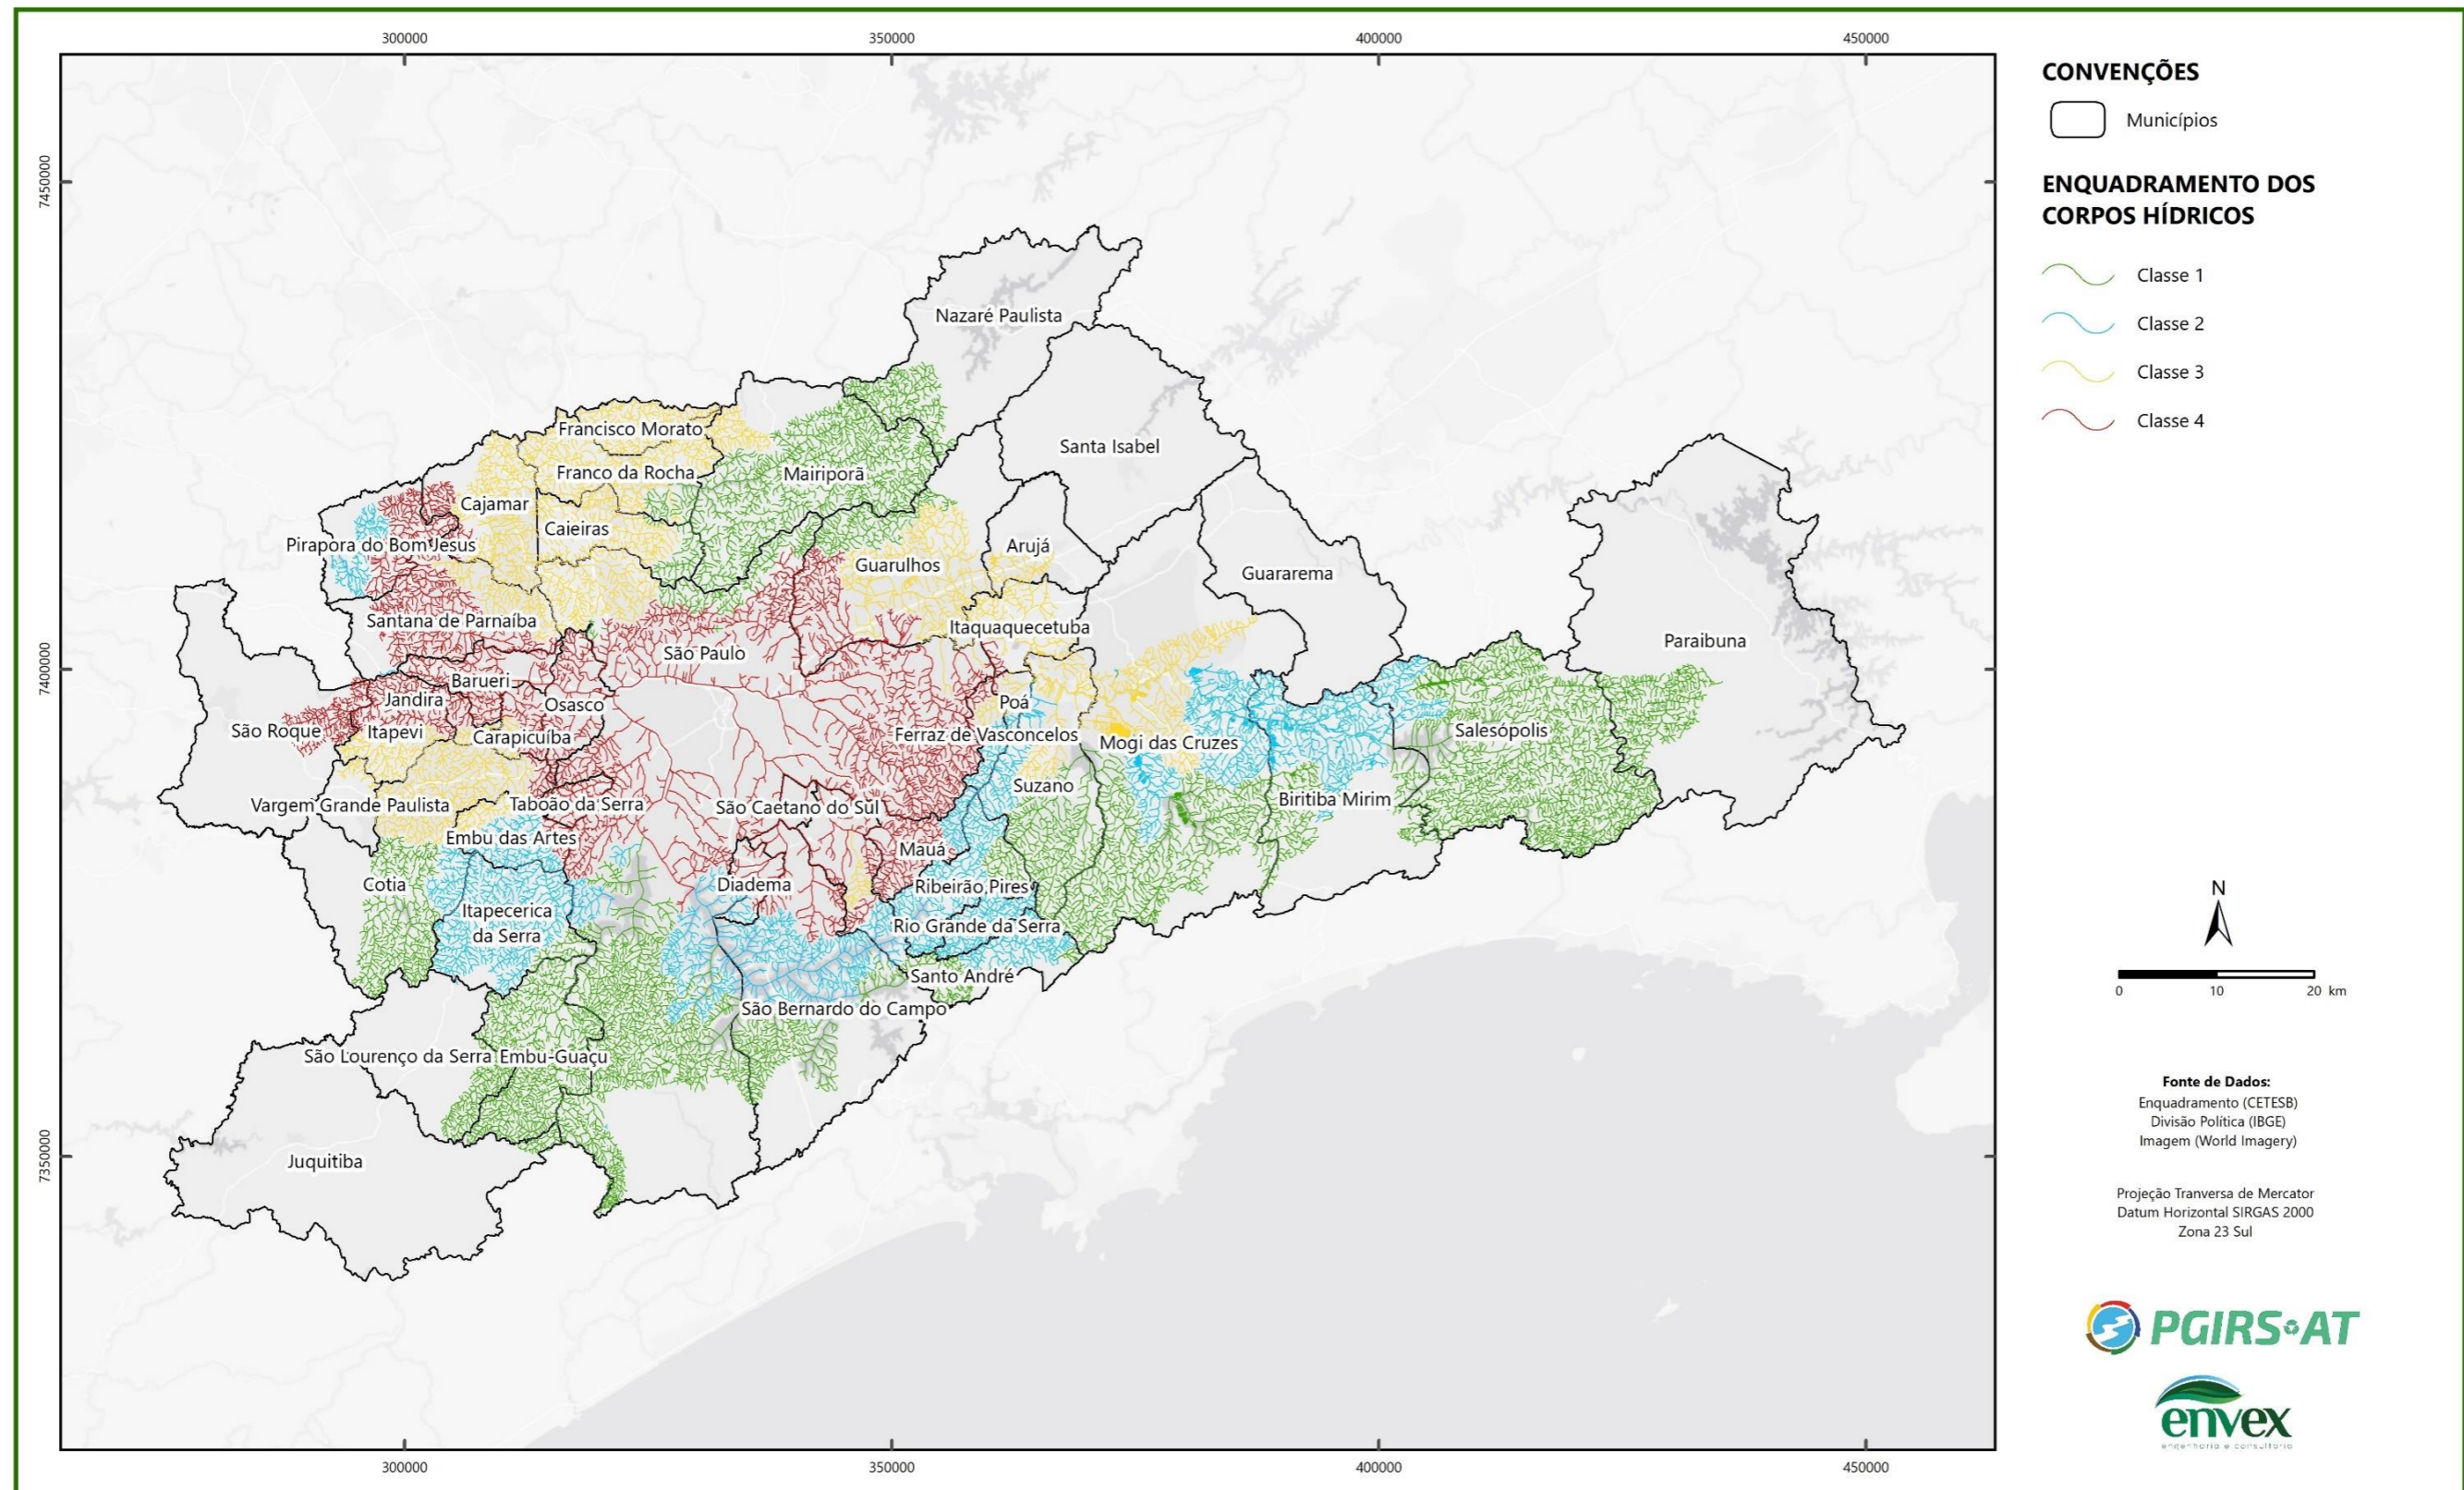 300000
350000
400000
450000
7450000
7400000
7350000
Nazaré Paulista
Santa Isabel
Francisco Morato
Franco da Rocha
Mairiporã
Cajamar
Caieiras
Pirapora do Bom Jesus
Guarulhos
Arujá
Guararema
Santana de Parnaíba
Itaquaquecetuba
São Paulo
Paraibuna
Barueri
Jandira
Osasco
Poá
São Roque
Itapevi
Carapicuíba
Ferraz de Vasconcelos
Mogi das Cruzes
Salesópolis
Suzano
Vargem Grande Paulista
Taboão da Serra
São Caetano do Sul
Biritiba Mirim
Embu das Artes
Mauá
Cotia
Diadema
Ribeirão Pires
Itapecerica
da Serra
Rio Grande da Serra
Santo André
São Bernardo do Campo
São Lourenço da Serra
Embu-Guaçu
Juquitiba
300000
350000
400000
450000
CONVENÇÕES
Municípios
ENQUADRAMENTO DOS
CORPOS HÍDRICOS
Classe 1
Classe 2
Classe 3
Classe 4
N
0 10 20 km
Fonte de Dados:
Enquadramento (CETESB)
Divisão Política (IBGE)
Imagem (World Imagery)
Projeção Tranversa de Mercator
Datum Horizontal SIRGAS 2000
Zona 23 Sul
PGIRS AT
envex
engenharia e consultoria